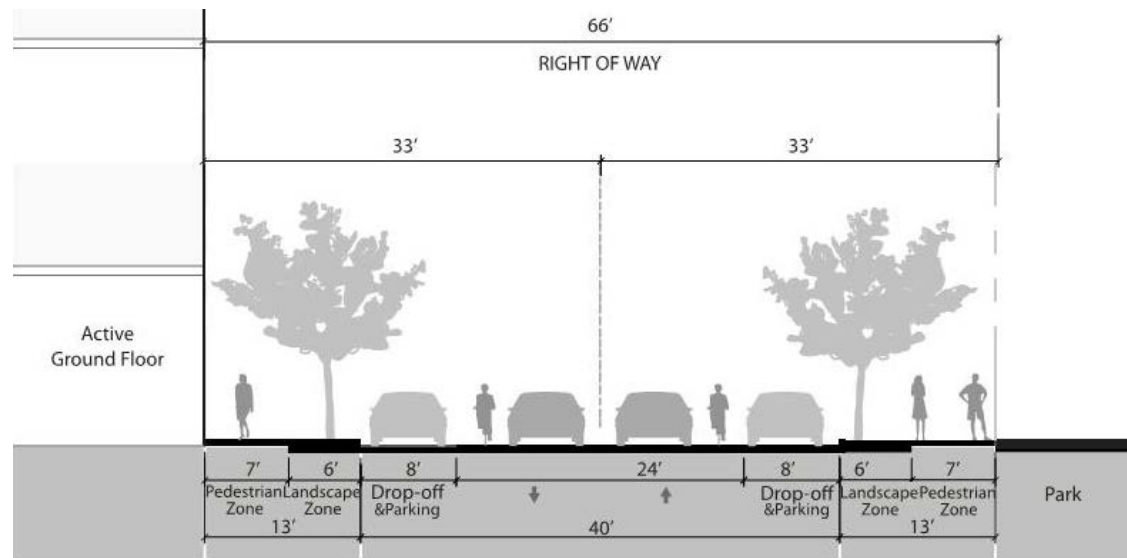 66′
RIGHT OF WAY
33′ 33′
Active
Ground Floor
7′ 6′ 8′ 24′ 8′ 6′ 7′
Pedestrian Zone
Landscape Zone
Drop-off
&Parking
Drop-off
&Parking
Landscape Zone
Pedestrian Zone
Park
13′ 40′ 13′